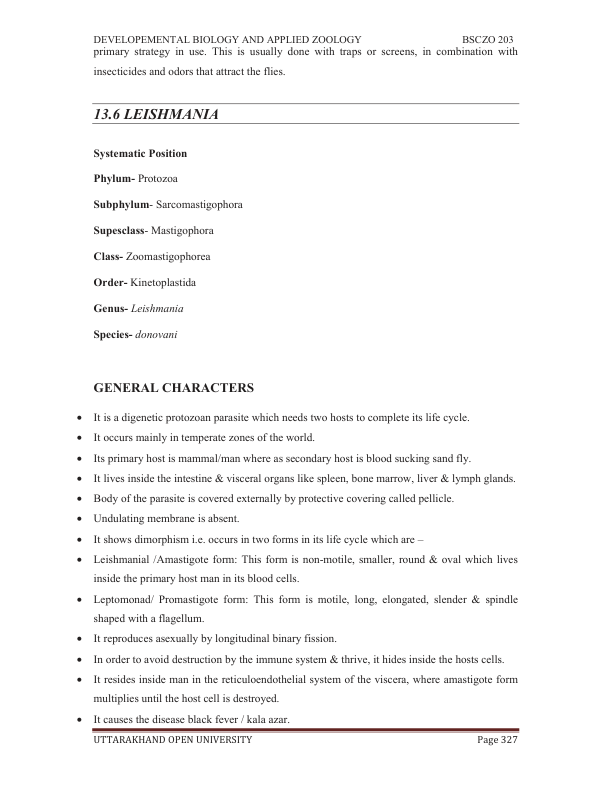 DEVELOPEMENTAL BIOLOGY AND APPLIED ZOOLOGY BSCZO 203
primary strategy in use. This is usually done with traps or screens, in combination with
insecticides and odors that attract the flies.
13.6 LEISHMANIA
Systematic Position
Phylum- Protozoa
Subphylum- Sarcomastigophora
Supesclass- Mastigophora
Class- Zoomastigophorea
Order- Kinetoplastida
Genus- Leishmania
Species- donovani
GENERAL CHARACTERS
• It is a digenetic protozoan parasite which needs two hosts to complete its life cycle.
• It occurs mainly in temperate zones of the world.
• Its primary host is mammal/man where as secondary host is blood sucking sand fly.
• It lives inside the intestine & visceral organs like spleen, bone marrow, liver & lymph glands.
• Body of the parasite is covered externally by protective covering called pellicle.
• Undulating membrane is absent.
• It shows dimorphism i.e. occurs in two forms in its life cycle which are –
• Leishmanial /Amastigote form: This form is non-motile, smaller, round & oval which lives
inside the primary host man in its blood cells.
• Leptomonad/ Promastigote form: This form is motile, long, elongated, slender & spindle
shaped with a flagellum.
• It reproduces asexually by longitudinal binary fission.
• In order to avoid destruction by the immune system & thrive, it hides inside the hosts cells.
• It resides inside man in the reticuloendothelial system of the viscera, where amastigote form
multiplies until the host cell is destroyed.
• It causes the disease black fever / kala azar.
UTTARAKHAND OPEN UNIVERSITY Page 327